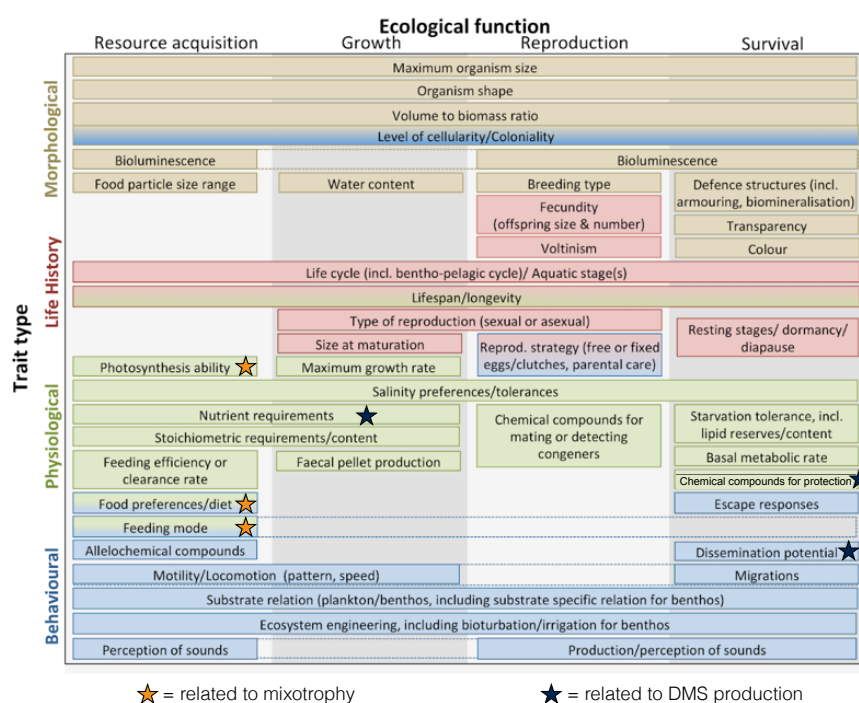 Ecological function
Resource acquisition Growth Reproduction Survival
Trait type
Morphological
Maximum organism size
Organism shape
Volume to biomass ratio
Level of cellularity/Coloniality
Bioluminescence Bioluminescence
Food particle size range Water content Breeding type Defence structures (incl.
armouring, biomineralisation)
Fecundity
(offspring size & number)
Transparency
Voltinism Colour
Life History
Life cycle (incl. bentho-pelagic cycle)/ Aquatic stage(s)
Lifespan/longevity
Type of reproduction (sexual or asexual)
Resting stages/ dormancy/
diapause
Size at maturation Reprod. strategy (free or fixed
eggs/clutches, parental care)
Photosynthesis ability Maximum growth rate
Physiological
Salinity preferences/tolerances
Nutrient requirements
Chemical compounds for
mating or detecting
congeners
Starvation tolerance, incl.
lipid reserves/content
Stoichiometric requirements/content
Basal metabolic rate
Feeding efficiency or
clearance rate
Faecal pellet production
Chemical compounds for protection
Food preferences/diet Escape responses
Feeding mode
Behavioural
Allelochemical compounds Dissemination potential
Motility/Locomotion (pattern, speed) Migrations
Substrate relation (plankton/benthos, including substrate specific relation for benthos)
Ecosystem engineering, including bioturbation/irrigation for benthos
Perception of sounds Production/perception of sounds
= related to mixotrophy = related to DMS production